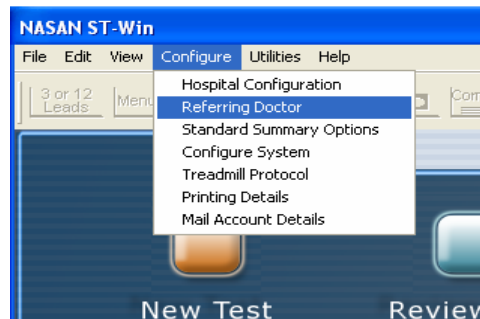 NASAN ST-Win
File Edit View Configure Utilities Help
3 or 12
Leads
Menu
Hospital Configuration
Referring Doctor
Standard Summary Options
Configure System
Treadmill Protocol
Printing Details
Mail Account Details
New Test Review